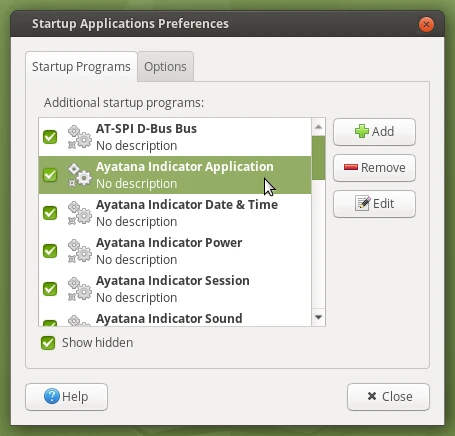 Startup Applications Preferences
Startup Programs
Options
Additional startup programs:
AT-SPI D-Bus Bus
No description
Ayatana Indicator Application
No description
Ayatana Indicator Date & Time
No description
Ayatana Indicator Power
No description
Ayatana Indicator Session
No description
Ayatana Indicator Sound
Add
Remove
Edit
Show hidden
Help
Close